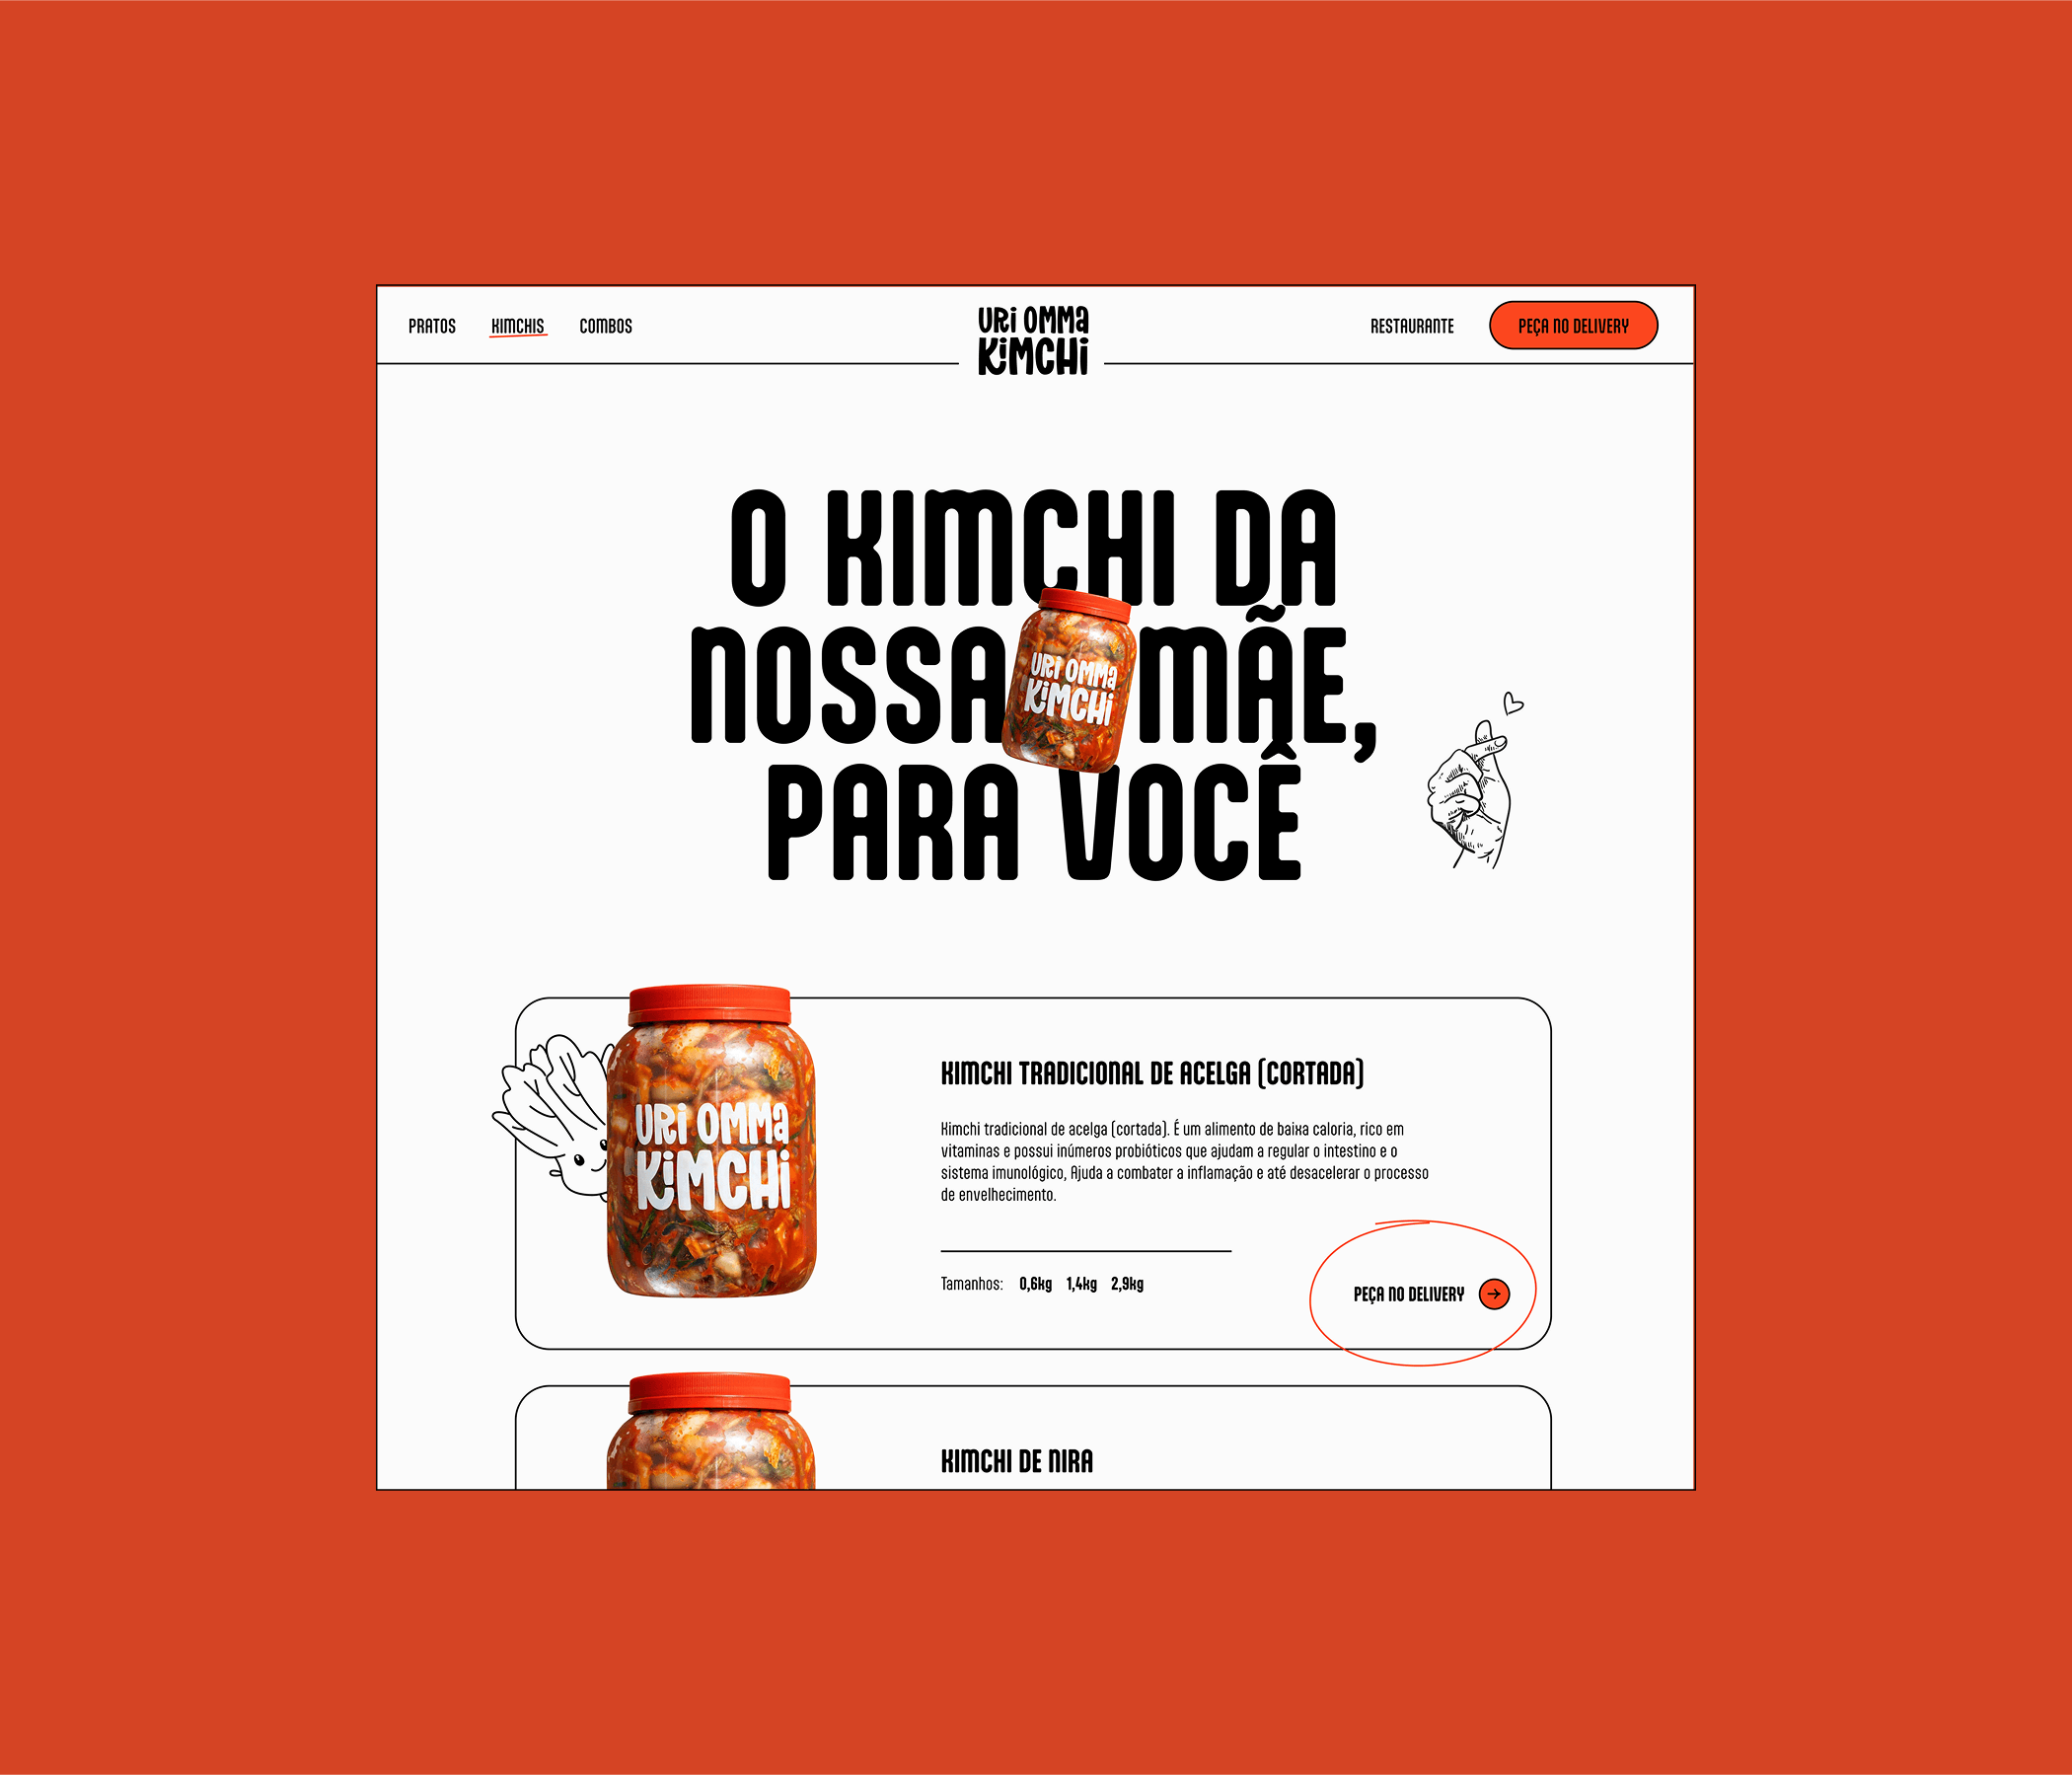 PRATOS KIMCHIS COMBOS
URI OMMA
KIMCHI
RESTAURANTE PEÇA NO DELIVERY
O KIMCHI DA
NOSSA MÃE,
PARA VOCÊ
URI OMMA
KIMCHI
URI OMMA
KIMCHI
KIMCHI TRADICIONAL DE ACELGA (CORTADA)
Kimchi tradicional de acelga (cortada). É um alimento de baixa caloria, rico em
vitaminas e possui inúmeros probióticos que ajudam a regular o intestino e o
sistema imunológico, Ajuda a combater a inflamação e até desacelerar o processo
de envelhecimento.
Tamanhos: 0,6kg 1,4kg 2,9kg
PEÇA NO DELIVERY
KIMCHI DE NIRA